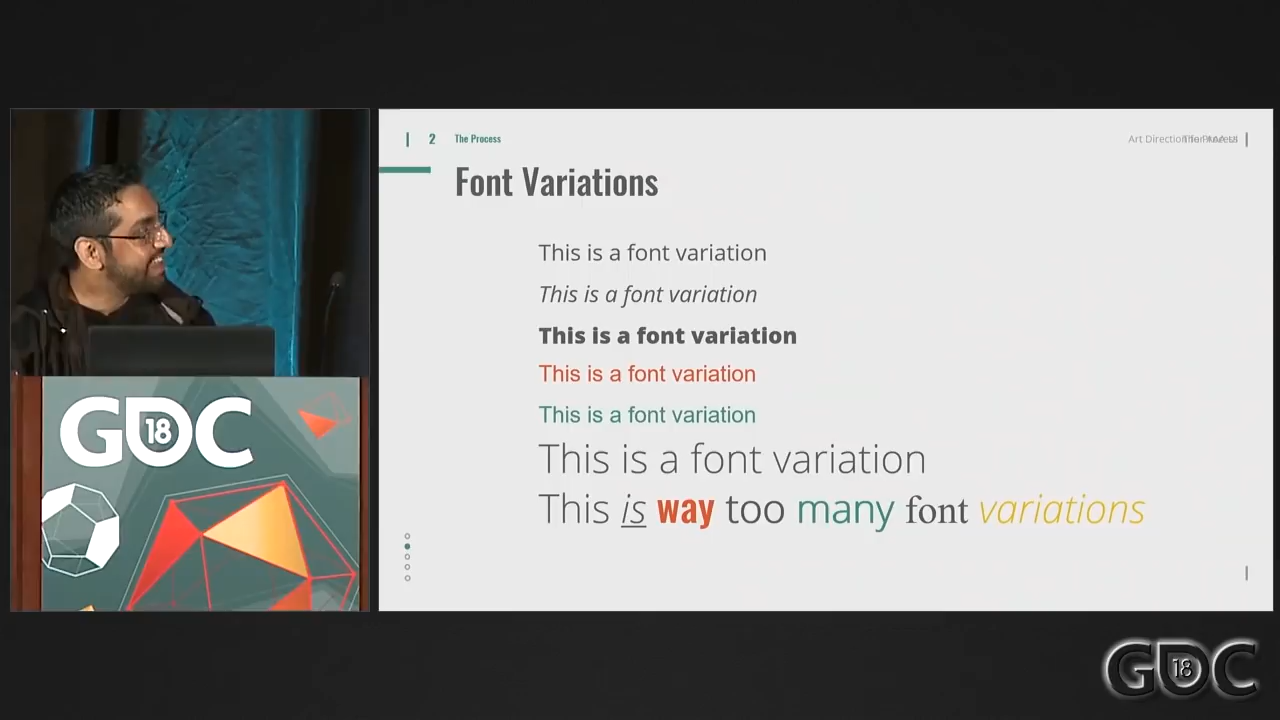 2 The Process
Font Variations
This is a font variation
This is a font variation
This is a font variation
This is a font variation
This is a font variation
This is a font variation
This is way too many font variations
GDC 18
GDC 18